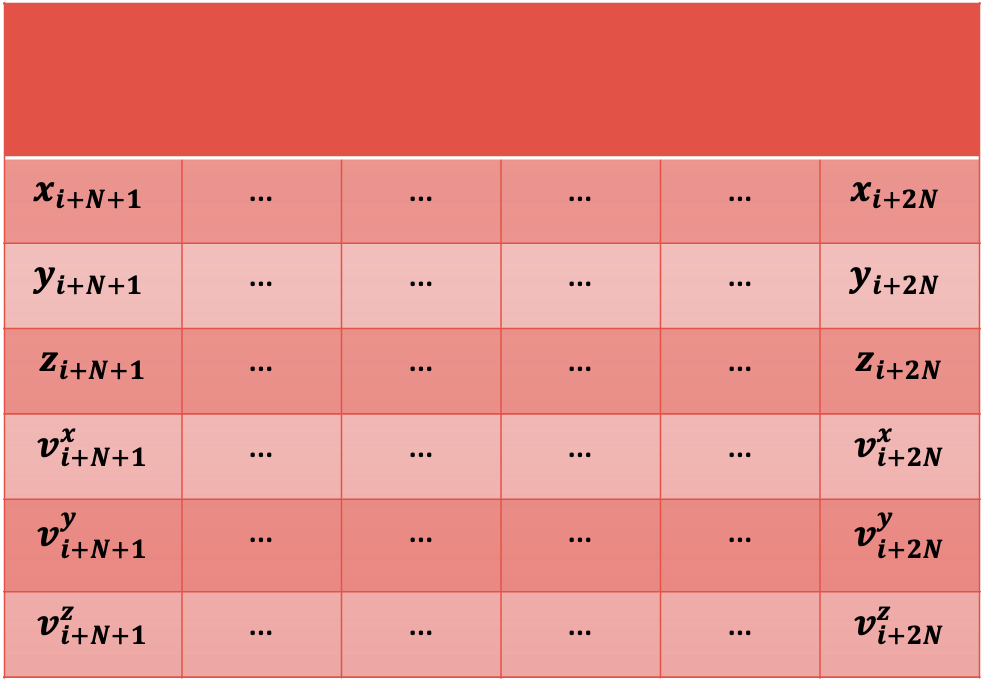 x_{i+N+1} ... ... ... ... x_{i+2N}
y_{i+N+1} ... ... ... ... y_{i+2N}
z_{i+N+1} ... ... ... ... z_{i+2N}
v^x_{i+N+1} ... ... ... ... v^x_{i+2N}
v^y_{i+N+1} ... ... ... ... v^y_{i+2N}
v^z_{i+N+1} ... ... ... ... v^z_{i+2N}